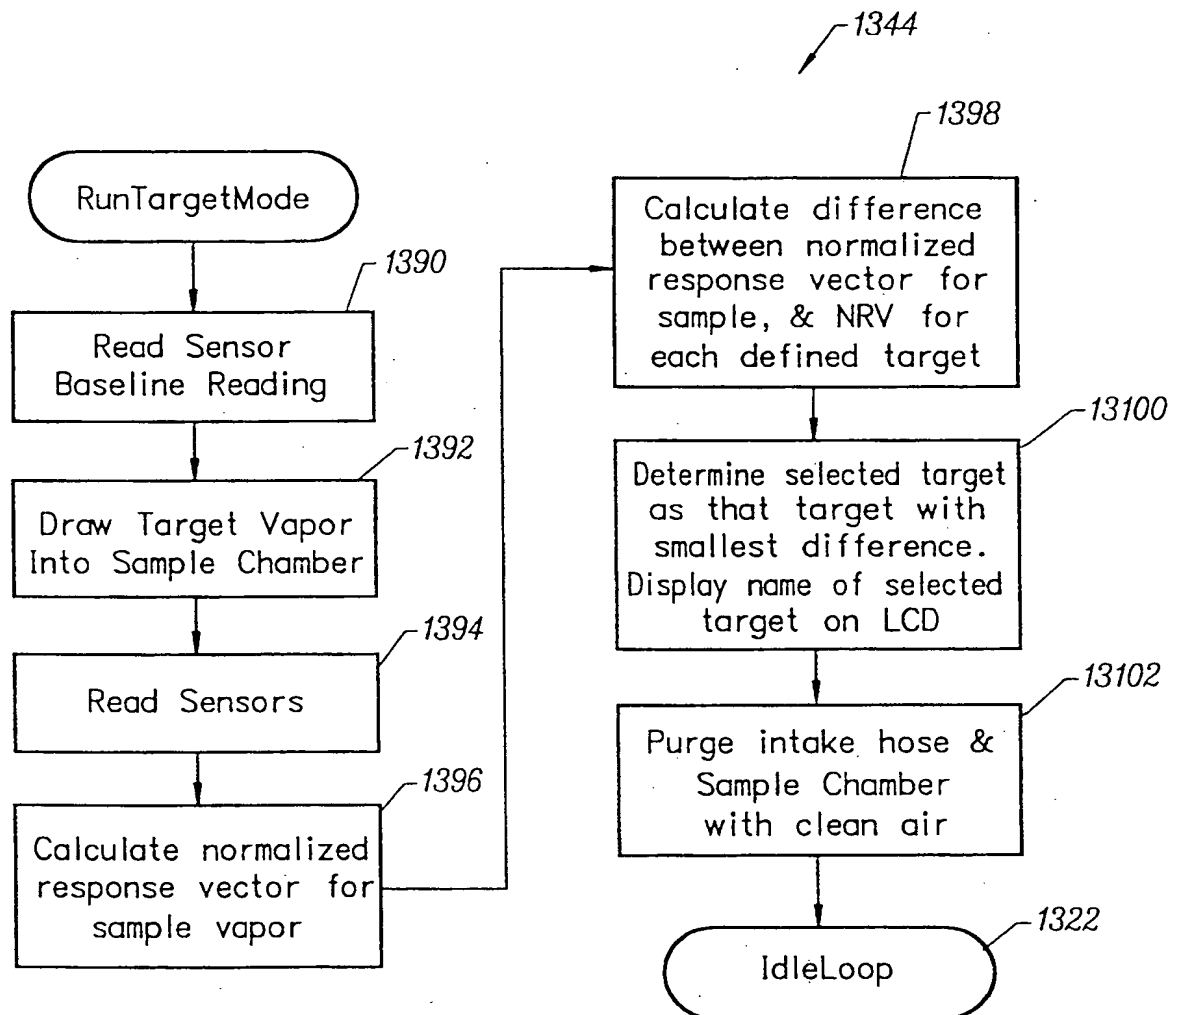 1344
RunTargetMode
1390
Read Sensor
Baseline Reading
1392
Draw Target Vapor
Into Sample Chamber
1394
Read Sensors
1396
Calculate normalized
response vector for
sample vapor
1398
Calculate difference
between normalized
response vector for
sample, & NRV for
each defined target
13100
Determine selected target
as that target with
smallest difference.
Display name of selected
target on LCD
13102
Purge intake hose &
Sample Chamber
with clean air
1322
IdleLoop